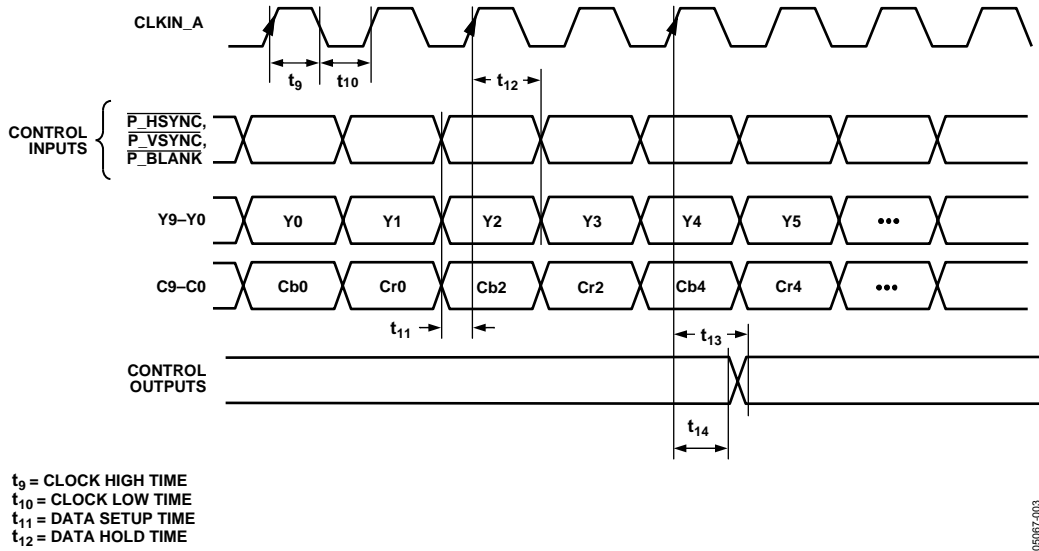 CLKIN_A
t9
t10
t12
CONTROL
INPUTS
P_HSYNC,
P_VSYNC,
P_BLANK
Y9–Y0
Y0
Y1
Y2
Y3
Y4
Y5
•••
C9–C0
Cb0
Cr0
Cb2
Cr2
Cb4
Cr4
•••
t11
t13
CONTROL
OUTPUTS
t14
t9 = CLOCK HIGH TIME
t10 = CLOCK LOW TIME
t11 = DATA SETUP TIME
t12 = DATA HOLD TIME
05067-003